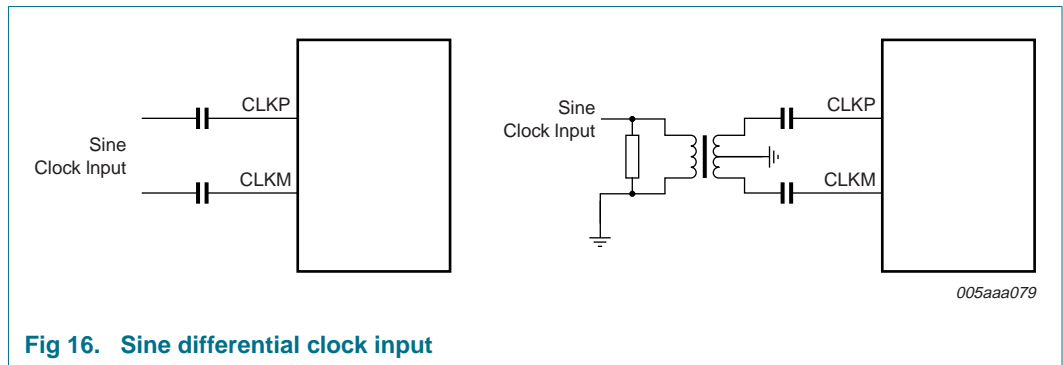 CLKP
Sine
Clock Input
CLKM
Sine
Clock Input
CLKP
CLKM
005aaa079
Fig 16. Sine differential clock input